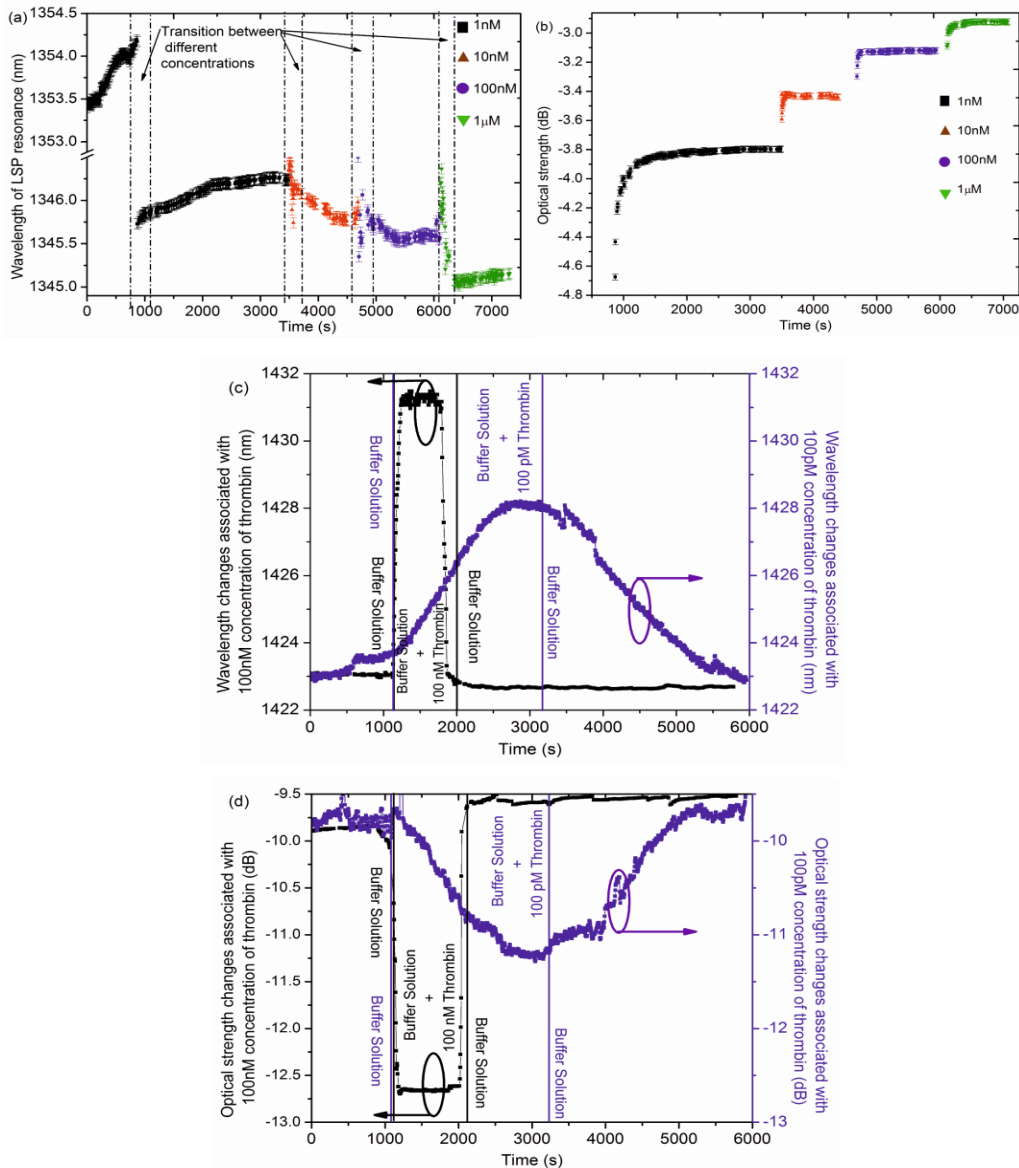 (a)
1354.5
1354.0
1353.5
1353.0
1346.0
1345.5
1345.0
Wavelength of LSP resonance (nm)
Transition between
different
concentrations
1nM
10nM
100nM
1μM
0 1000 2000 3000 4000 5000 6000 7000
Time (s)
(b)
-3.0
-3.2
-3.4
-3.6
-3.8
-4.0
-4.2
-4.4
-4.6
-4.8
Optical strength (dB)
1nM
10nM
100nM
1μM
1000 2000 3000 4000 5000 6000 7000
Time (s)
(c)
1432
1430
1428
1426
1424
1422
Wavelength changes associated with
100nM concentration of thrombin (nm)
Buffer Solution
Buffer Solution
Buffer Solution
+
100 nM Thrombin
Buffer Solution
Buffer Solution
+
100 pM Thrombin
Buffer Solution
1432
1430
1428
1426
1424
1422
Wavelength changes associated with
100pM concentration of thrombin (nm)
0 1000 2000 3000 4000 5000 6000
Time (s)
(d)
-9.5
-10.0
-10.5
-11.0
-11.5
-12.0
-12.5
-13.0
Optical strength changes associated with
100nM concentration of thrombin (dB)
Buffer Solution
Buffer Solution
Buffer Solution
+
100 nM Thrombin
Buffer Solution
Buffer Solution
+
100 pM Thrombin
Buffer Solution
-10
-11
-12
-13
Optical strength changes associated with
100pM concentration of thrombin (dB)
0 1000 2000 3000 4000 5000 6000
Time (s)